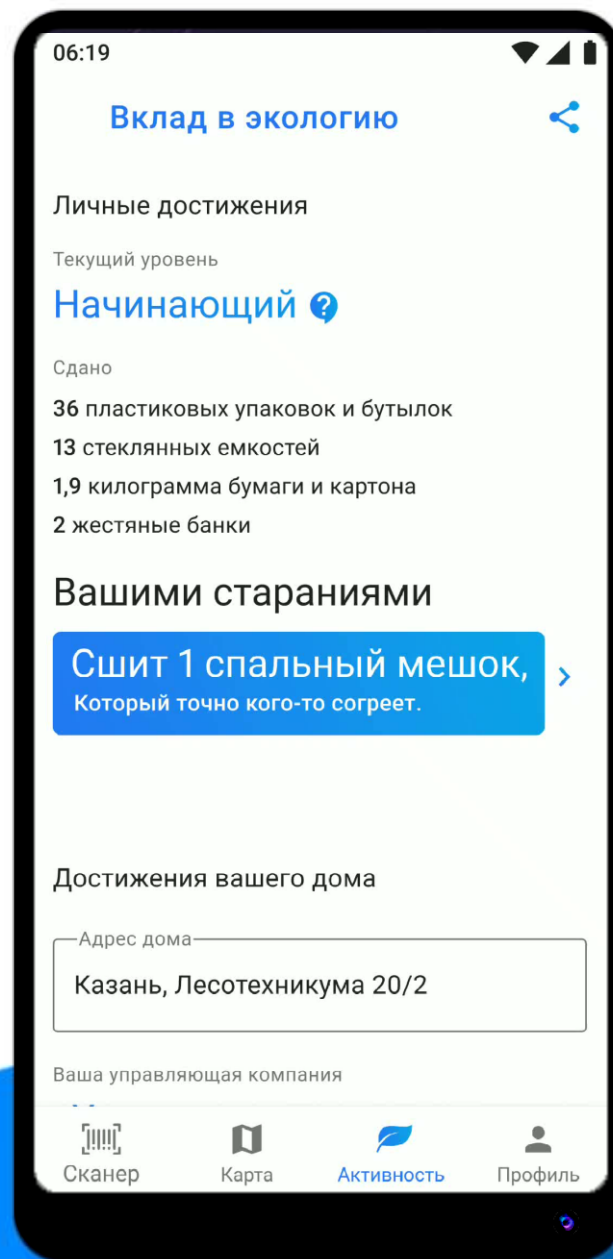 06:19
Вклад в экологию
Личные достижения
Текущий уровень
Начинающий
Сдано
36 пластиковых упаковок и бутылок
13 стеклянных емкостей
1,9 килограмма бумаги и картона
2 жестяные банки
Вашими стараниями
Сшит 1 спальный мешок,
Который точно кого-то согреет.
Достижения вашего дома
Адрес дома
Казань, Лесотехникума 20/2
Ваша управляющая компания
Сканер
Карта
Активность
Профиль